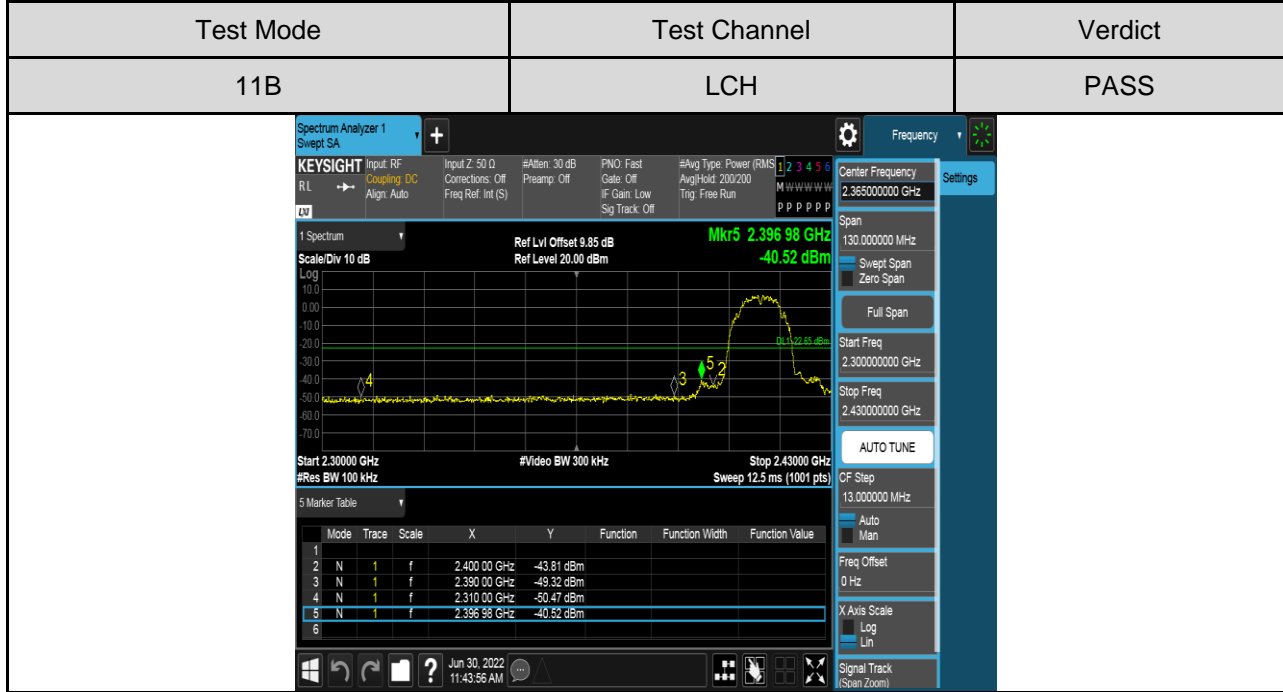 Test Mode Test Channel Verdict
11B LCH PASS
Spectrum Analyzer 1
Swept SA
+
Frequency
KEYSIGHT
RL
LXI
Input: RF
Coupling: DC
Align: Auto
Input Z: 50 Ω
Corrections: Off
Freq Ref: Int (S)
#Atten: 30 dB
Preamp: Off
PNO: Fast
Gate: Off
IF Gain: Low
Sig Track: Off
#Avg Type: Power (RMS
Avg|Hold: 200/200
Trig: Free Run
1 2 3 4 5 6
M W W W W W
P P P P P P
1 Spectrum
Scale/Div 10 dB
Ref Lvl Offset 9.85 dB
Ref Level 20.00 dBm
Mkr5 2.396 98 GHz
-40.52 dBm
Log
10.0
0.00
-10.0
-20.0
-30.0
-40.0
-50.0
-60.0
-70.0
DL1 -22.65 dBm
4
3
5
2
Start 2.30000 GHz
#Video BW 300 kHz
Stop 2.43000 GHz
#Res BW 100 kHz
Sweep 12.5 ms (1001 pts)
5 Marker Table
Mode Trace Scale X Y Function Function Width Function Value
1
2 N 1 f 2.400 00 GHz -43.81 dBm
3 N 1 f 2.390 00 GHz -49.32 dBm
4 N 1 f 2.310 00 GHz -50.47 dBm
5 N 1 f 2.396 98 GHz -40.52 dBm
6
?
Jun 30, 2022
11:43:56 AM
Center Frequency
2.365000000 GHz
Settings
Span
130.000000 MHz
Swept Span
Zero Span
Full Span
Start Freq
2.300000000 GHz
Stop Freq
2.430000000 GHz
AUTO TUNE
CF Step
13.000000 MHz
Auto
Man
Freq Offset
0 Hz
X Axis Scale
Log
Lin
Signal Track
(Span Zoom)